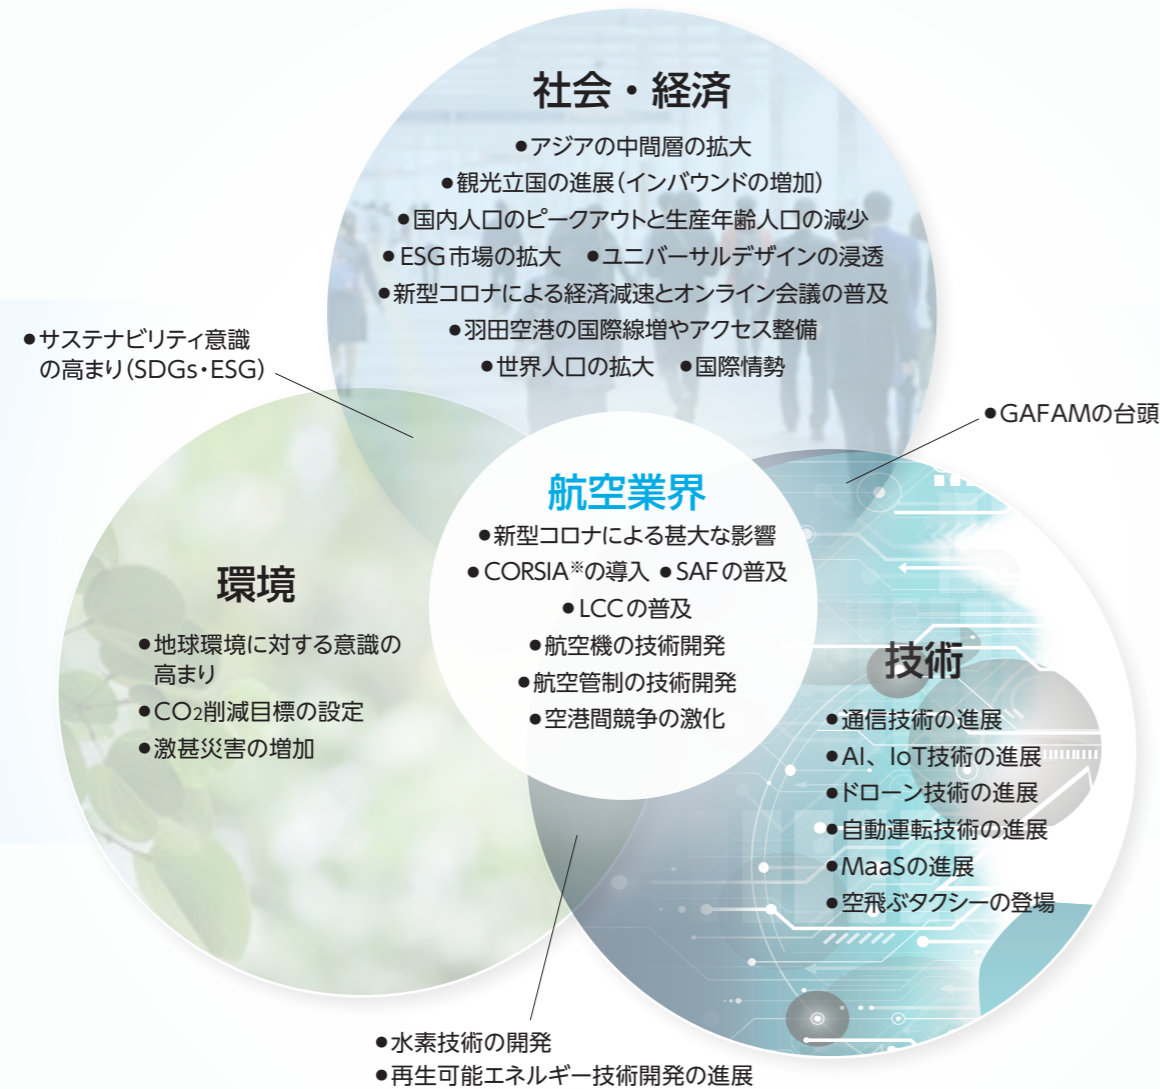 社会・経済
●アジアの中間層の拡大
●観光立国の進展(インバウンドの増加)
●国内人口のピークアウトと生産年齢人口の減少
●ESG市場の拡大 ●ユニバーサルデザインの浸透
●新型コロナによる経済減速とオンライン会議の普及
●羽田空港の国際線増やアクセス整備
●世界人口の拡大 ●国際情勢
●サステナビリティ意識
の高まり(SDGs・ESG)
●GAFAMの台頭
航空業界
●新型コロナによる甚大な影響
●CORSIA※の導入 ●SAFの普及
●LCCの普及
●航空機の技術開発
●航空管制の技術開発
●空港間競争の激化
環境
●地球環境に対する意識の
高まり
●CO2削減目標の設定
●激甚災害の増加
技術
●通信技術の進展
●AI、IoT技術の進展
●ドローン技術の進展
●自動運転技術の進展
●MaaSの進展
●空飛ぶタクシーの登場
●水素技術の開発
●再生可能エネルギー技術開発の進展